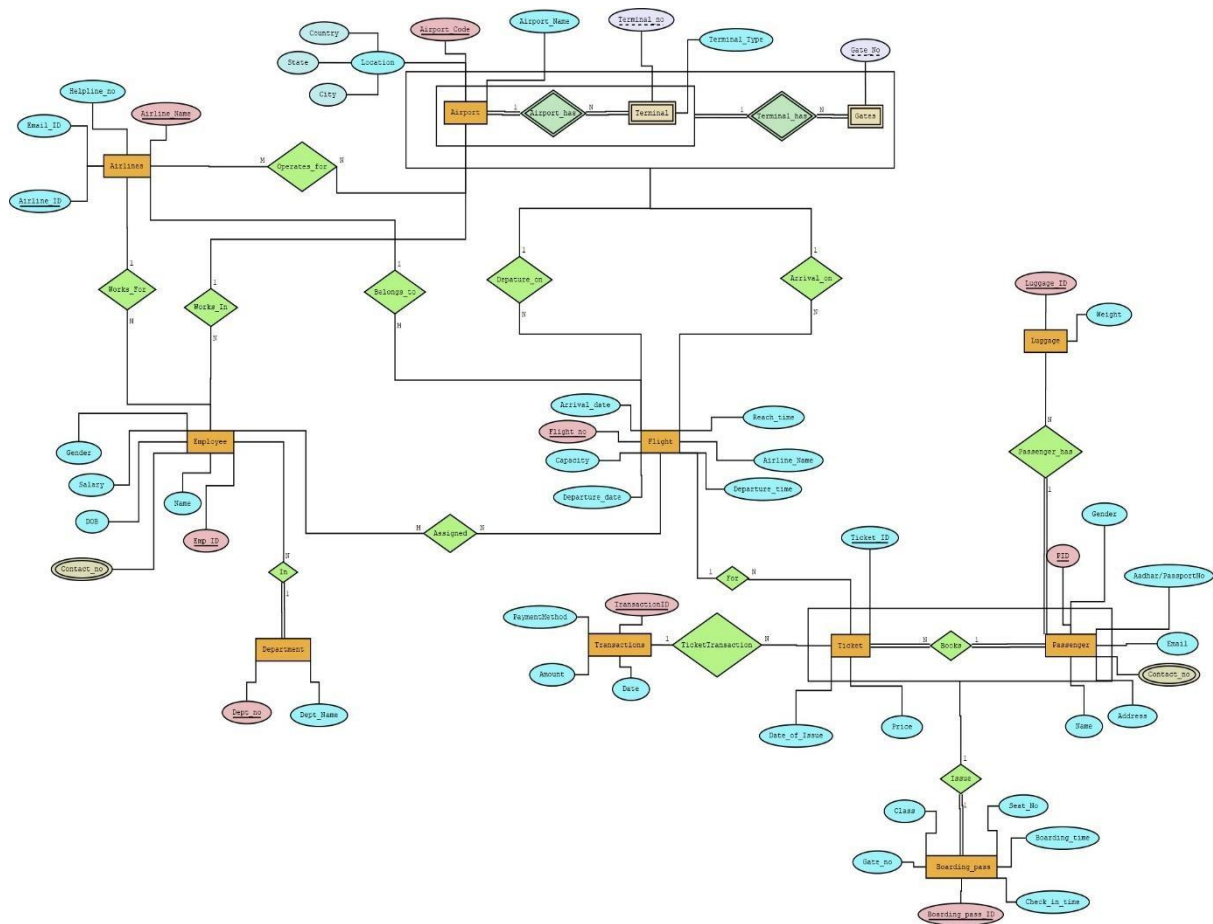 Country
State
Location
City
Airport_Code
Airport_Name
Terminal_no
Terminal_Type
Gate_No
Helpline_no
Airline_Name
Email_ID
Airlines
Airline_ID
M
Operates_for
N
Airport
1
Airport_has
N
Terminal
1
Terminal_has
N
Gates
1
Works_For
N
1
Works_In
N
1
Belongs_to
M
1
Depature_on
N
1
Arrival_on
N
Luggage_ID
Weight
Luggage
N
Passenger_has
1
Gender
Salary
DOB
Contact_no
Employee
Name
Emp_ID
N
In
1
Department
Dept_no
Dept_Name
M
Assigned
N
Arrival_date
Flight_no
Capacity
Departure_date
Flight
Reach_time
Airline_Name
Departure_time
1
For
N
Ticket_ID
PaymentMethod
TransactionID
Transactions
Amount
Date
1
TicketTransaction
N
Ticket
N
Books
1
Passenger
Date_of_Issue
Price
PID
Gender
Aadhar/PassportNo
Email
Contact_no
Address
Name
1
Issue
1
Class
Seat_No
Boarding_time
Gate_no
Boarding_pass
Check_in_time
Boarding_pass_ID